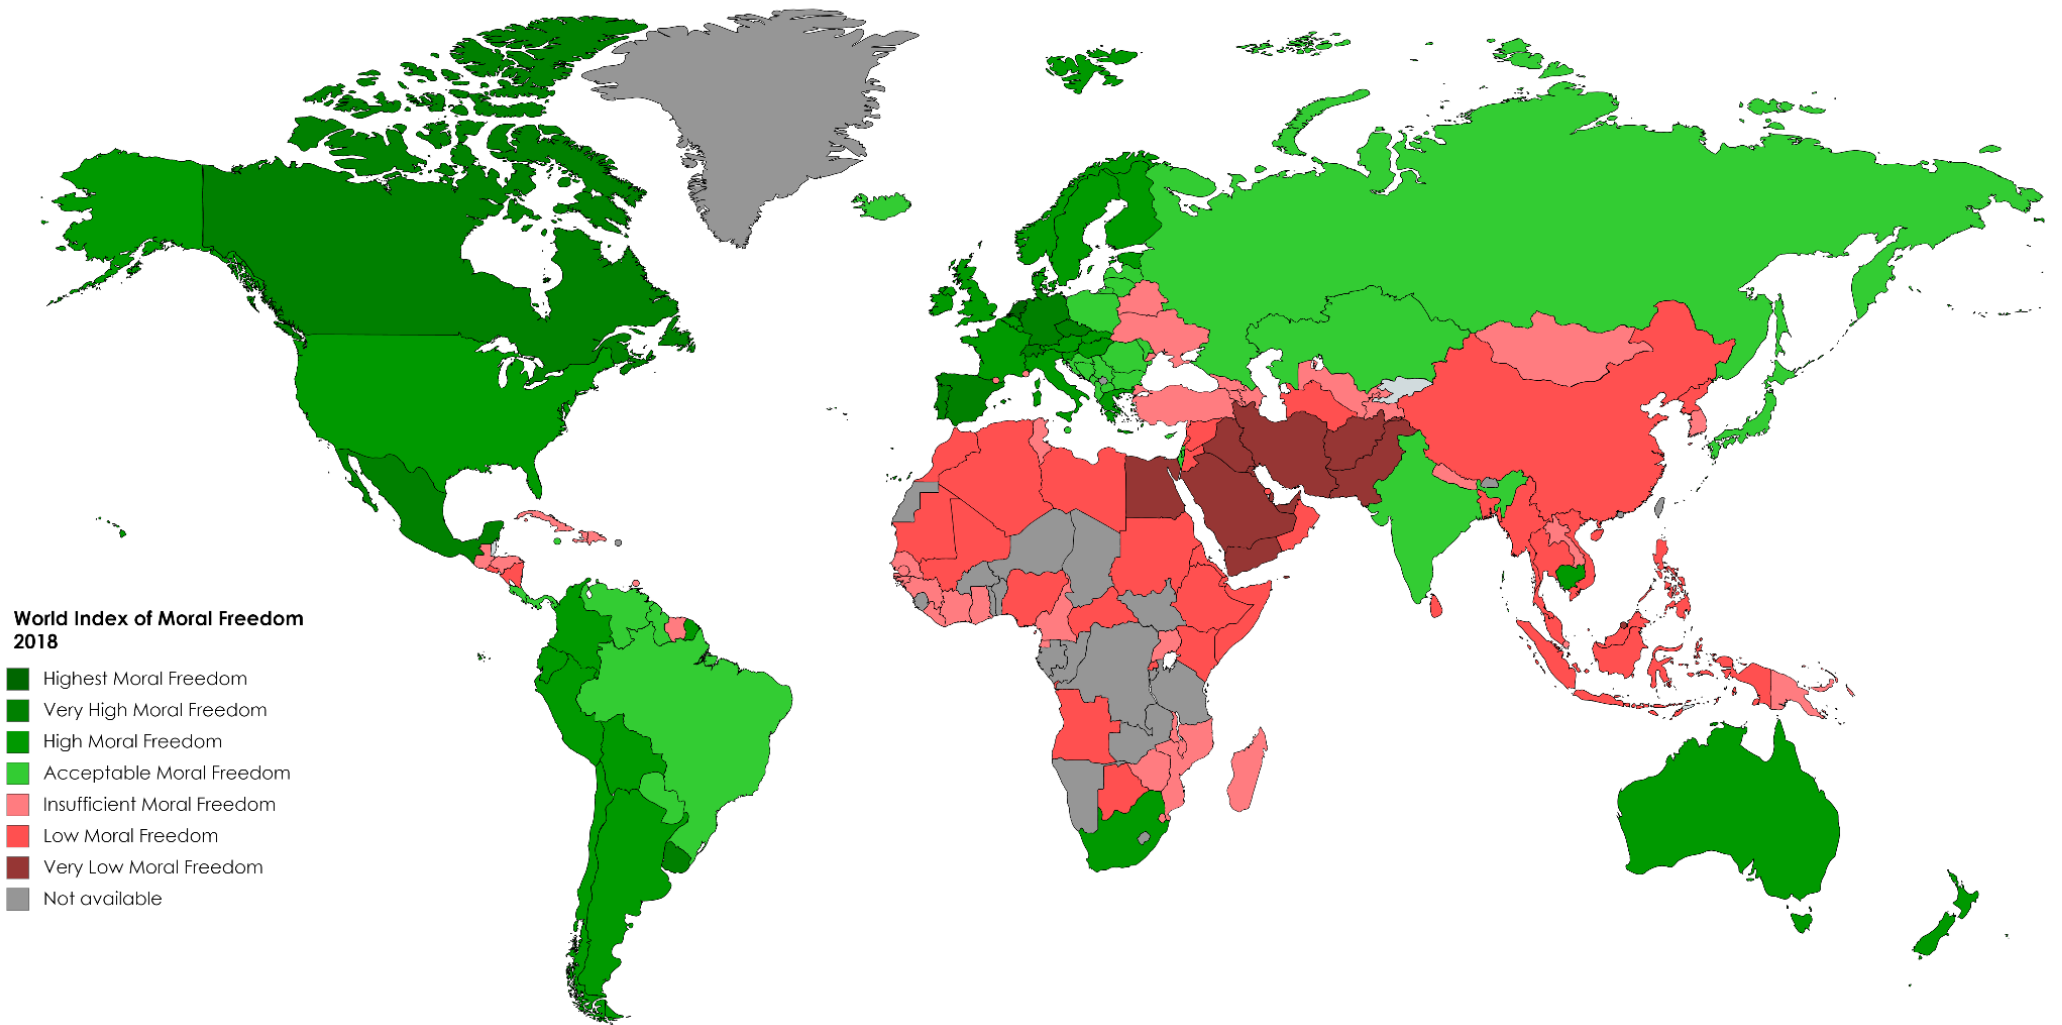 World Index of Moral Freedom
2018
Highest Moral Freedom
Very High Moral Freedom
High Moral Freedom
Acceptable Moral Freedom
Insufficient Moral Freedom
Low Moral Freedom
Very Low Moral Freedom
Not available